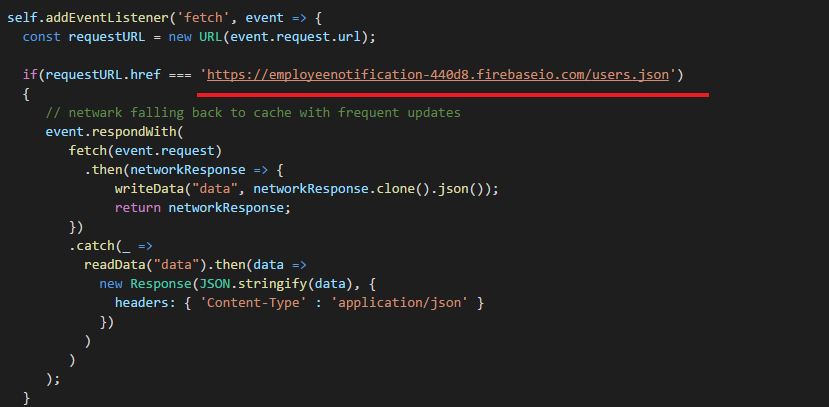 self.addEventListener('fetch', event => {
const requestURL = new URL(event.request.url);
if(requestURL.href === 'https://employeenotification-440d8.firebaseio.com/users.json')
{
// netwark falling back to cache with frequent updates
event.respondWith(
fetch(event.request)
.then(networkResponse => {
writeData("data", networkResponse.clone().json());
return networkResponse;
})
.catch(_ =>
readData("data").then(data =>
new Response(JSON.stringify(data), {
headers: { 'Content-Type' : 'application/json' }
})
)
)
);
}